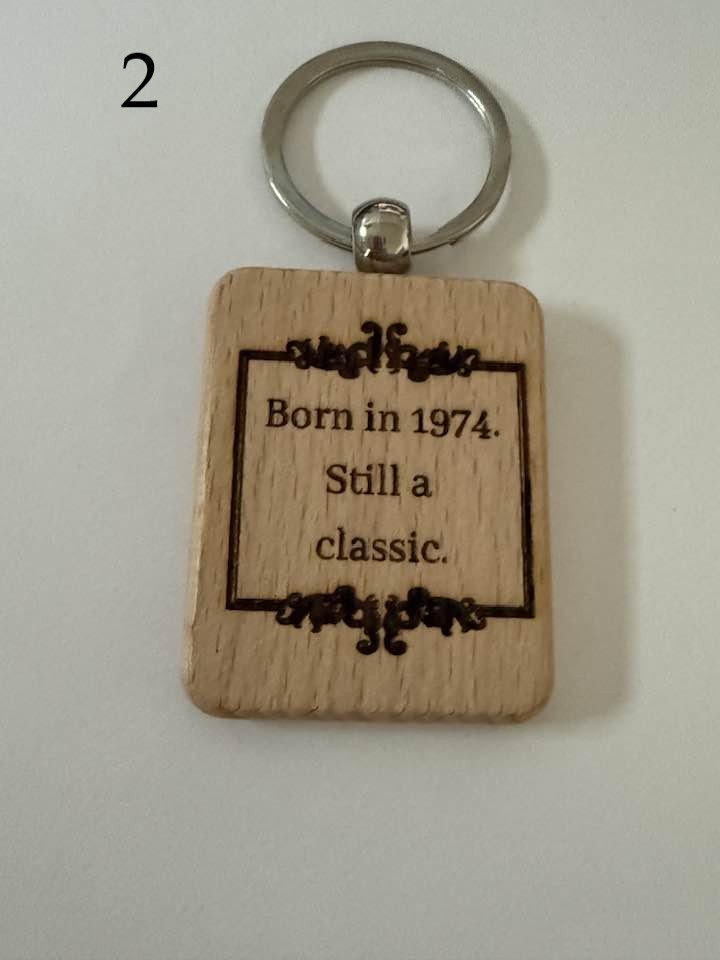 2
Born in 1974.
Still a
classic.